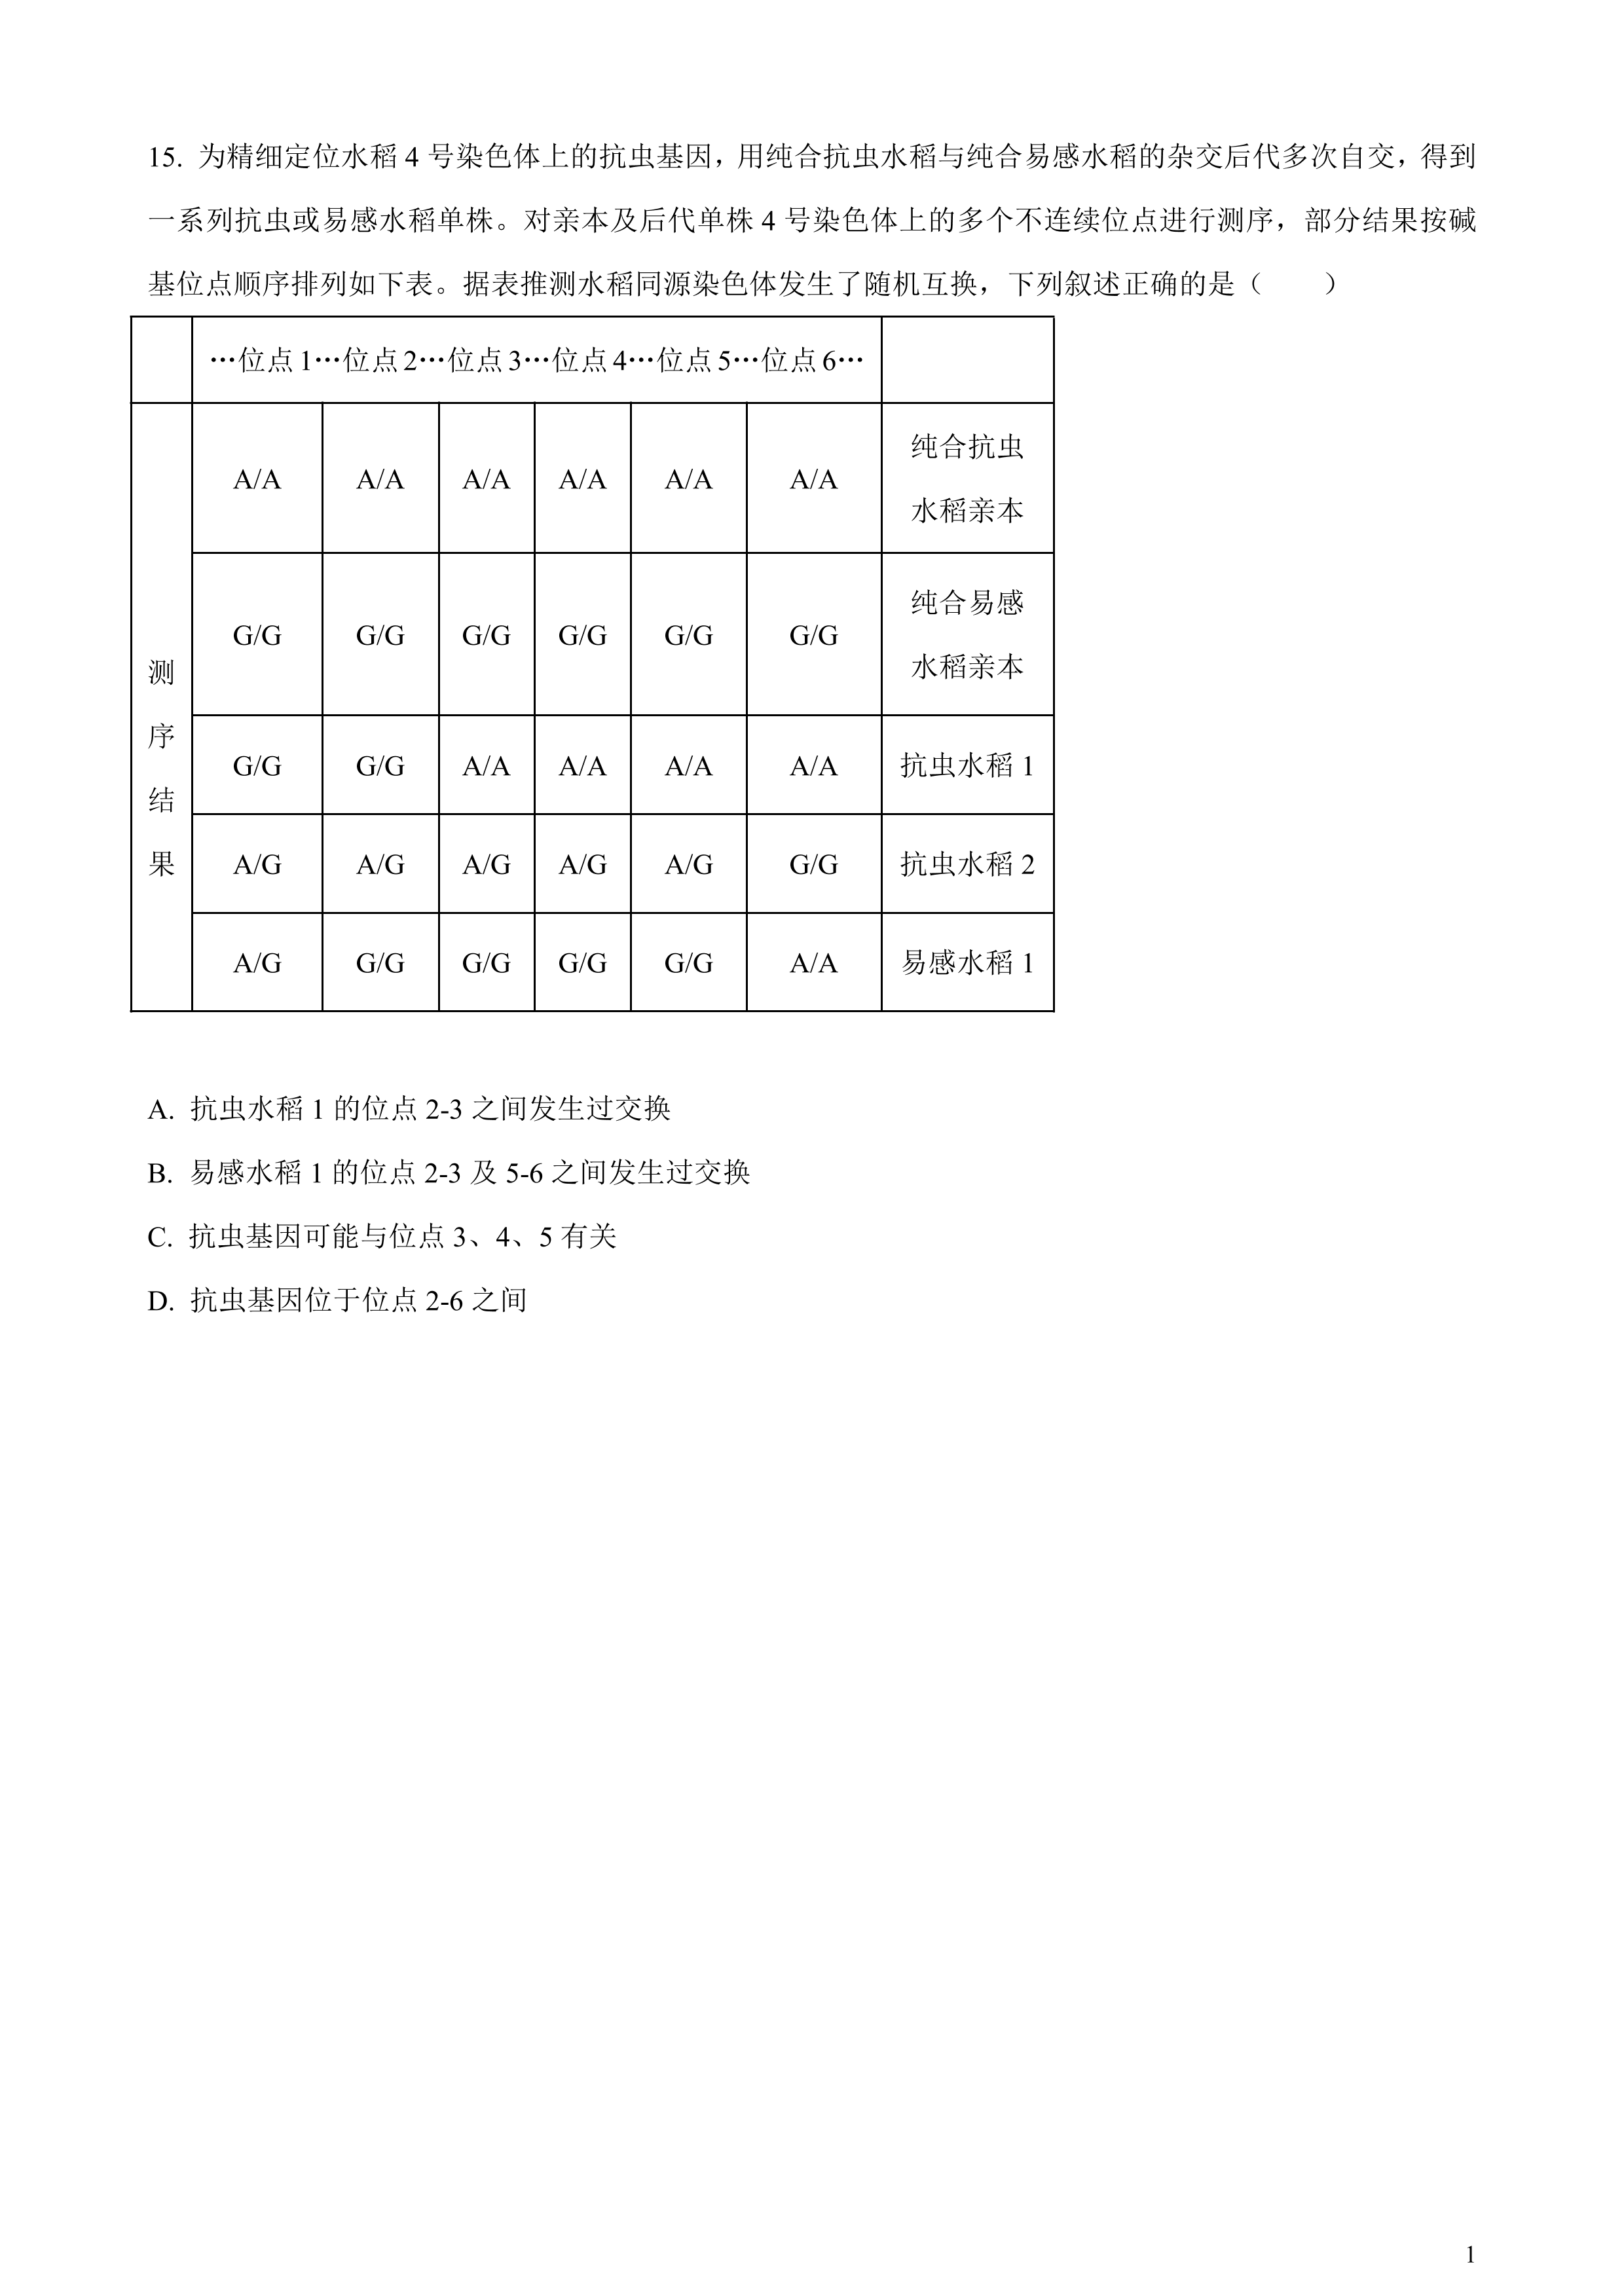 15. 为精细定位水稻 4 号染色体上的抗虫基因，用纯合抗虫水稻与纯合易感水稻的杂交后代多次自交，得到
一系列抗虫或易感水稻单株。对亲本及后代单株 4 号染色体上的多个不连续位点进行测序，部分结果按碱
基位点顺序排列如下表。据表推测水稻同源染色体发生了随机互换，下列叙述正确的是（　　）
…位点 1…位点 2…位点 3…位点 4…位点 5…位点 6…
测序结果
A/A A/A A/A A/A A/A A/A 纯合抗虫水稻亲本
G/G G/G G/G G/G G/G G/G 纯合易感水稻亲本
G/G G/G A/A A/A A/A A/A 抗虫水稻 1
A/G A/G A/G A/G A/G G/G 抗虫水稻 2
A/G G/G G/G G/G G/G A/A 易感水稻 1
A. 抗虫水稻 1 的位点 2-3 之间发生过交换
B. 易感水稻 1 的位点 2-3 及 5-6 之间发生过交换
C. 抗虫基因可能与位点 3、4、5 有关
D. 抗虫基因位于位点 2-6 之间
1